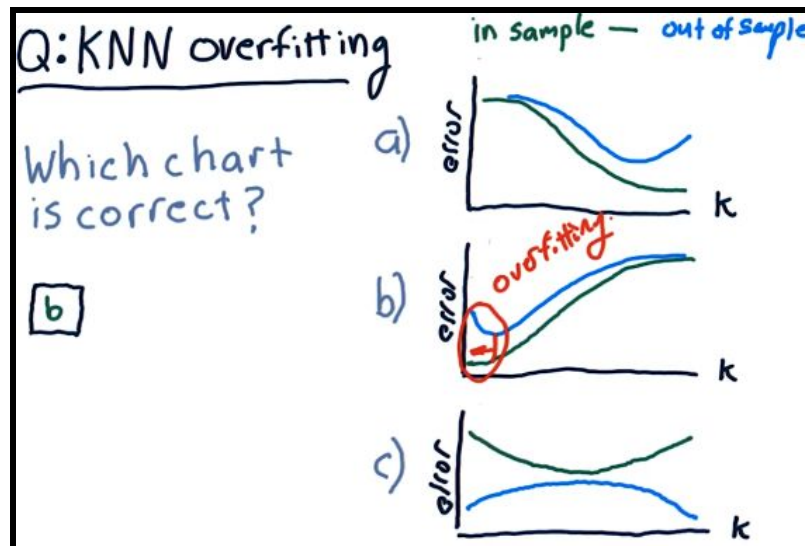 Q: KNN overfitting
in sample — out of sample
Which chart
is correct?
b
a)
error
k
overfitting
b)
error
k
c)
error
k